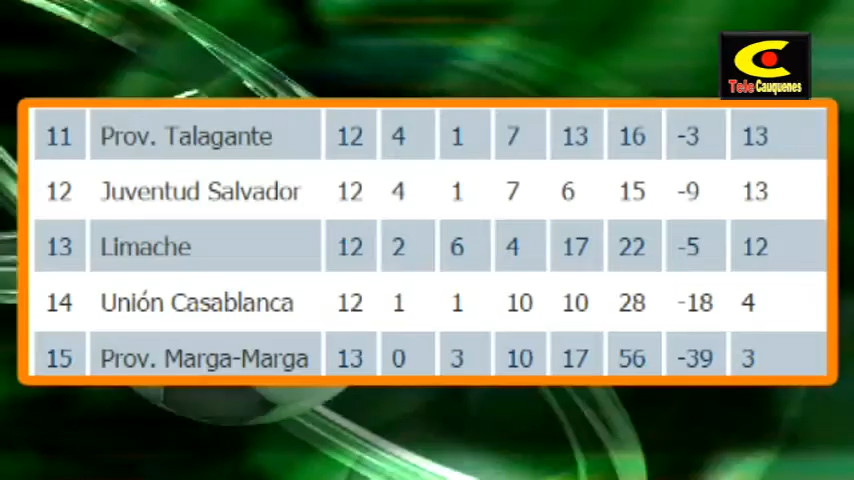 Tele Cauquenes
11 Prov. Talagante 12 4 1 7 13 16 -3 13
12 Juventud Salvador 12 4 1 7 6 15 -9 13
13 Limache 12 2 6 4 17 22 -5 12
14 Unión Casablanca 12 1 1 10 10 28 -18 4
15 Prov. Marga-Marga 13 0 3 10 17 56 -39 3